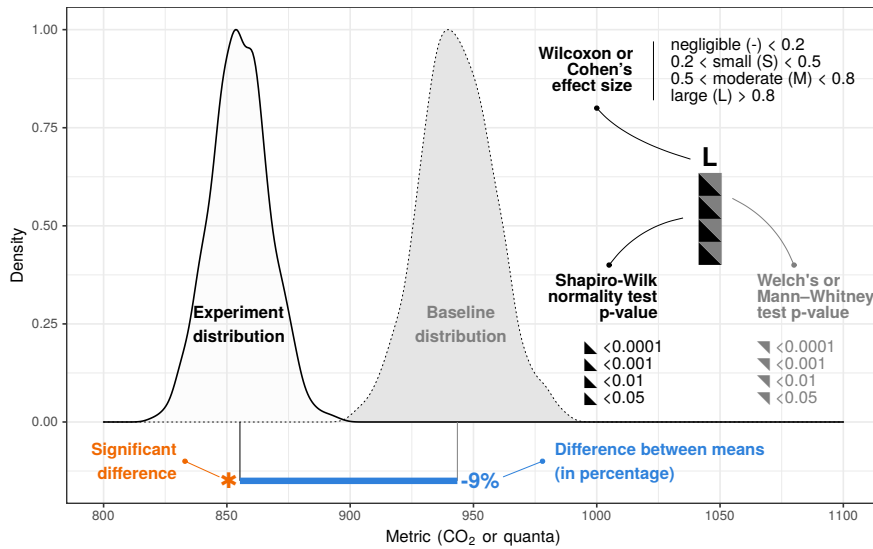 1.00
0.75
0.50
0.25
0.00
Density
Wilcoxon or
Cohen's
effect size
negligible (-) < 0.2
0.2 < small (S) < 0.5
0.5 < moderate (M) < 0.8
large (L) > 0.8
L
Experiment
distribution
Baseline
distribution
Shapiro-Wilk
normality test
p-value
<0.0001
<0.001
<0.01
<0.05
Welch's or
Mann–Whitney
test p-value
<0.0001
<0.001
<0.01
<0.05
Significant
difference
*
-9%
Difference between means
(in percentage)
800
850
900
950
1000
1050
1100
Metric (CO₂ or quanta)